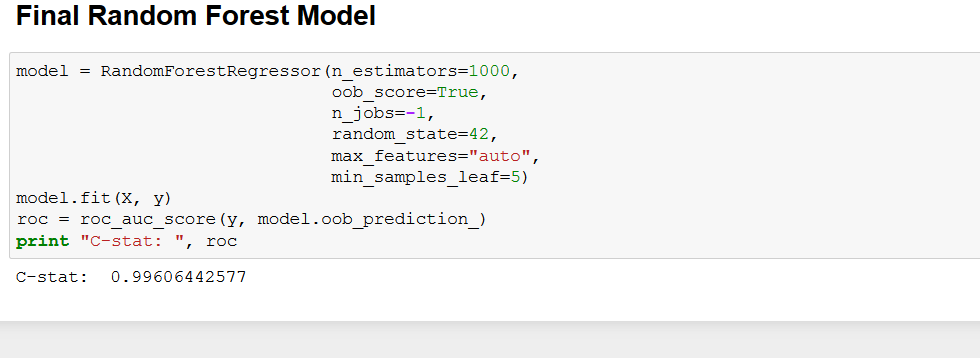 Final Random Forest Model
model = RandomForestRegressor(n_estimators=1000,
oob_score=True,
n_jobs=-1,
random_state=42,
max_features="auto",
min_samples_leaf=5)
model.fit(X, y)
roc = roc_auc_score(y, model.oob_prediction_)
print "C-stat: ", roc
C-stat:  0.99606442577